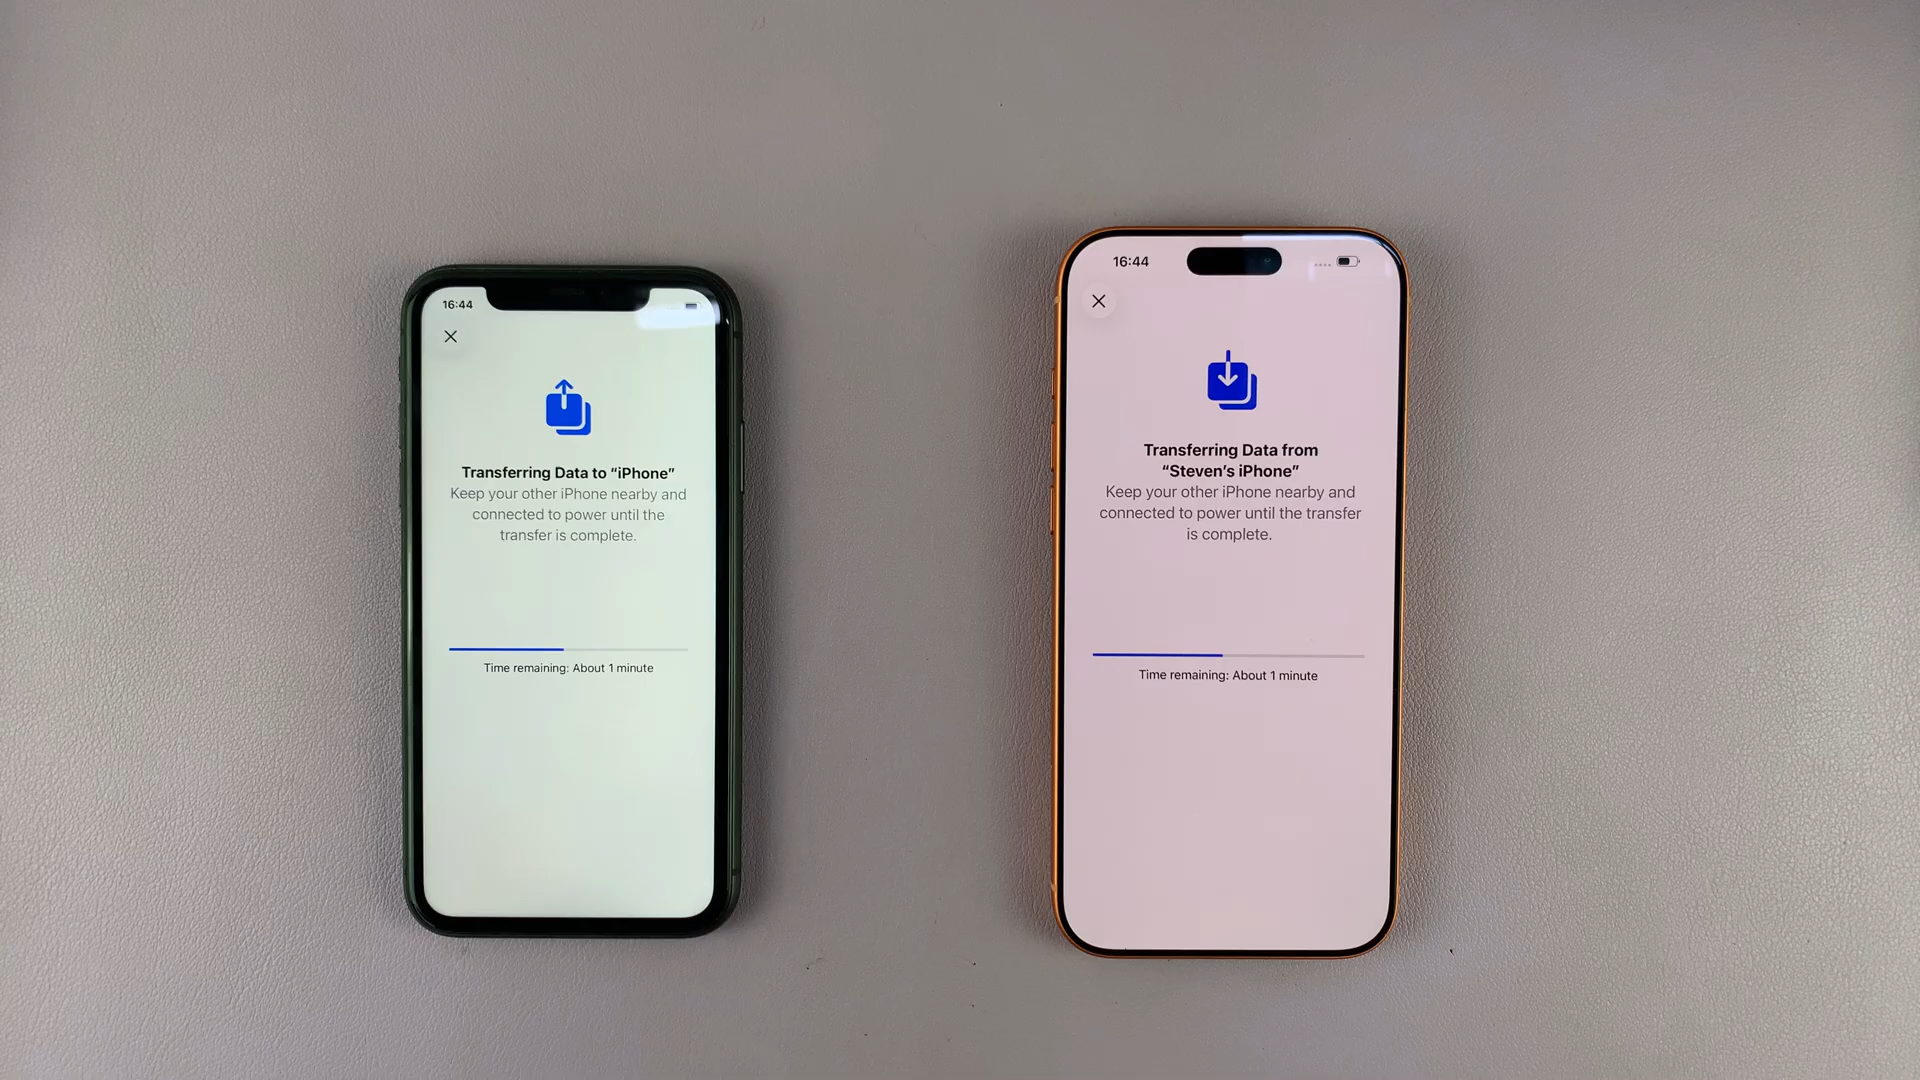 16:44
Transferring Data to “iPhone”
Keep your other iPhone nearby and
connected to power until the
transfer is complete.
Time remaining: About 1 minute
16:44
Transferring Data from
“Steven’s iPhone”
Keep your other iPhone nearby and
connected to power until the transfer
is complete.
Time remaining: About 1 minute